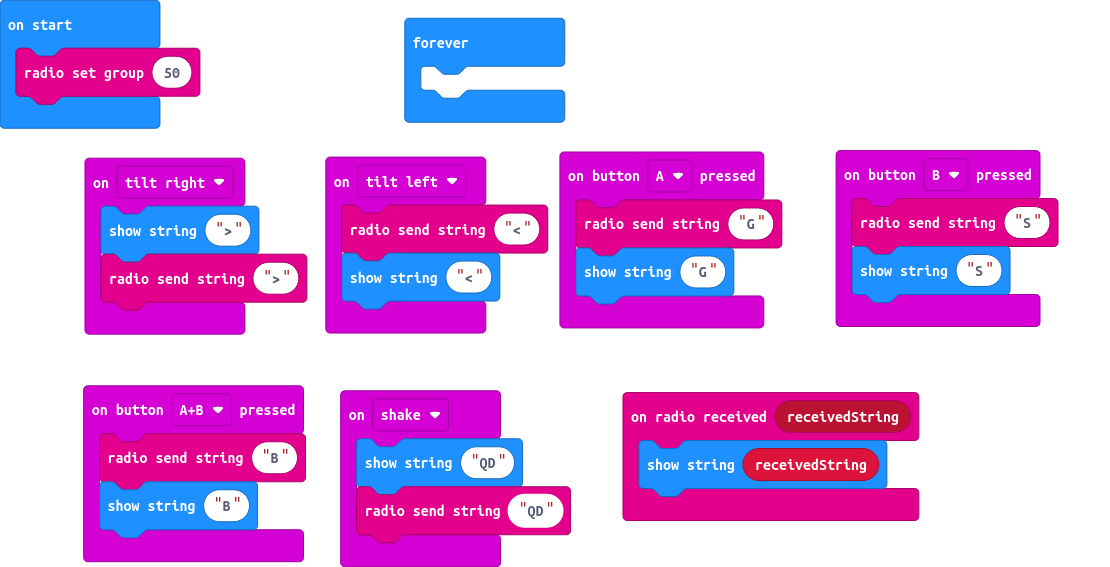 on start
radio set group 50
forever
on tilt right
show string ">"
radio send string ">"
on tilt left
radio send string "<"
show string "<"
on button A pressed
radio send string "G"
show string "G"
on button B pressed
radio send string "S"
show string "S"
on button A+B pressed
radio send string "B"
show string "B"
on shake
show string "QD"
radio send string "QD"
on radio received receivedString
show string receivedString